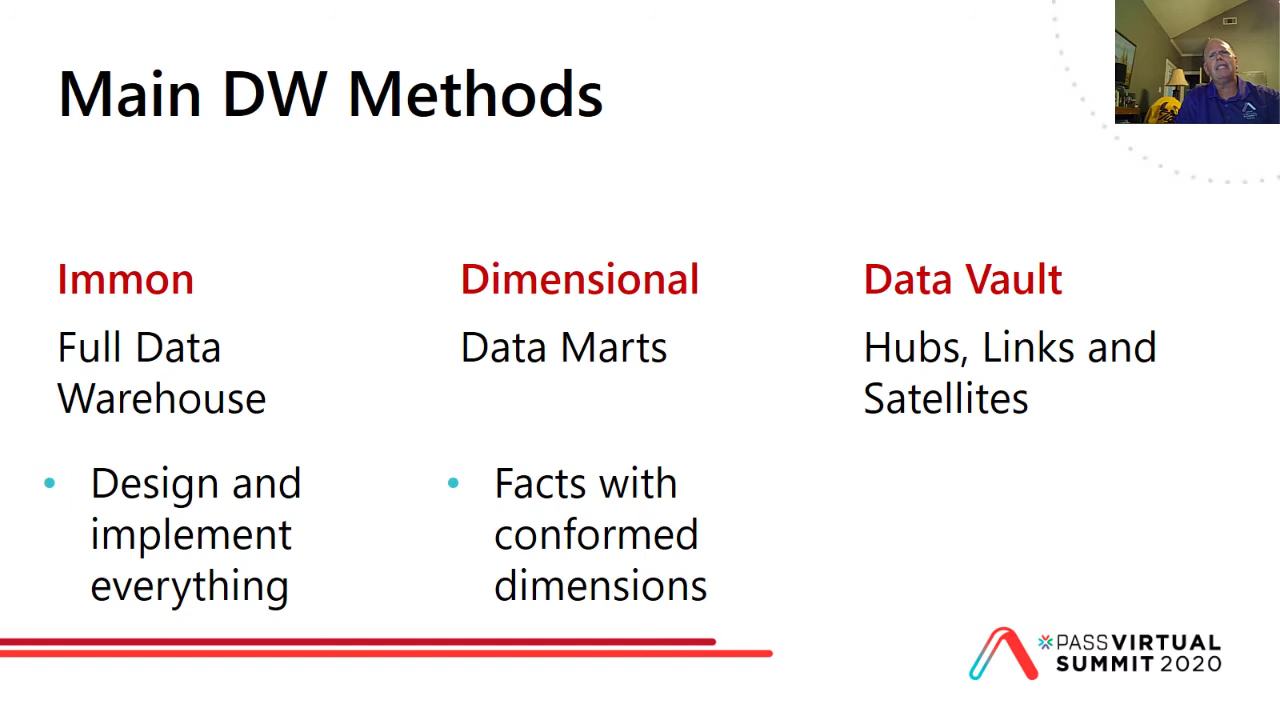 Main DW Methods
Immon
Full Data
Warehouse
• Design and
implement
everything
Dimensional
Data Marts
• Facts with
conformed
dimensions
Data Vault
Hubs, Links and
Satellites
PASS VIRTUAL
SUMMIT 2020